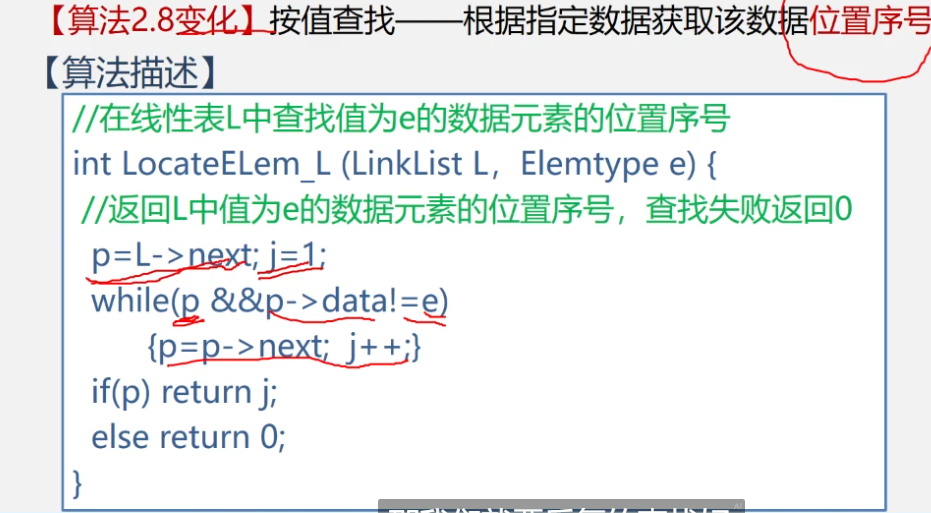 【算法2.8变化】按值查找——根据指定数据获取该数据位置序号
【算法描述】
//在线性表L中查找值为e的数据元素的位置序号
int LocateELem_L (LinkList L，Elemtype e) {
//返回L中值为e的数据元素的位置序号，查找失败返回0
p=L->next; j=1;
while(p &&p->data!=e)
{p=p->next; j++;}
if(p) return j;
else return 0;
}